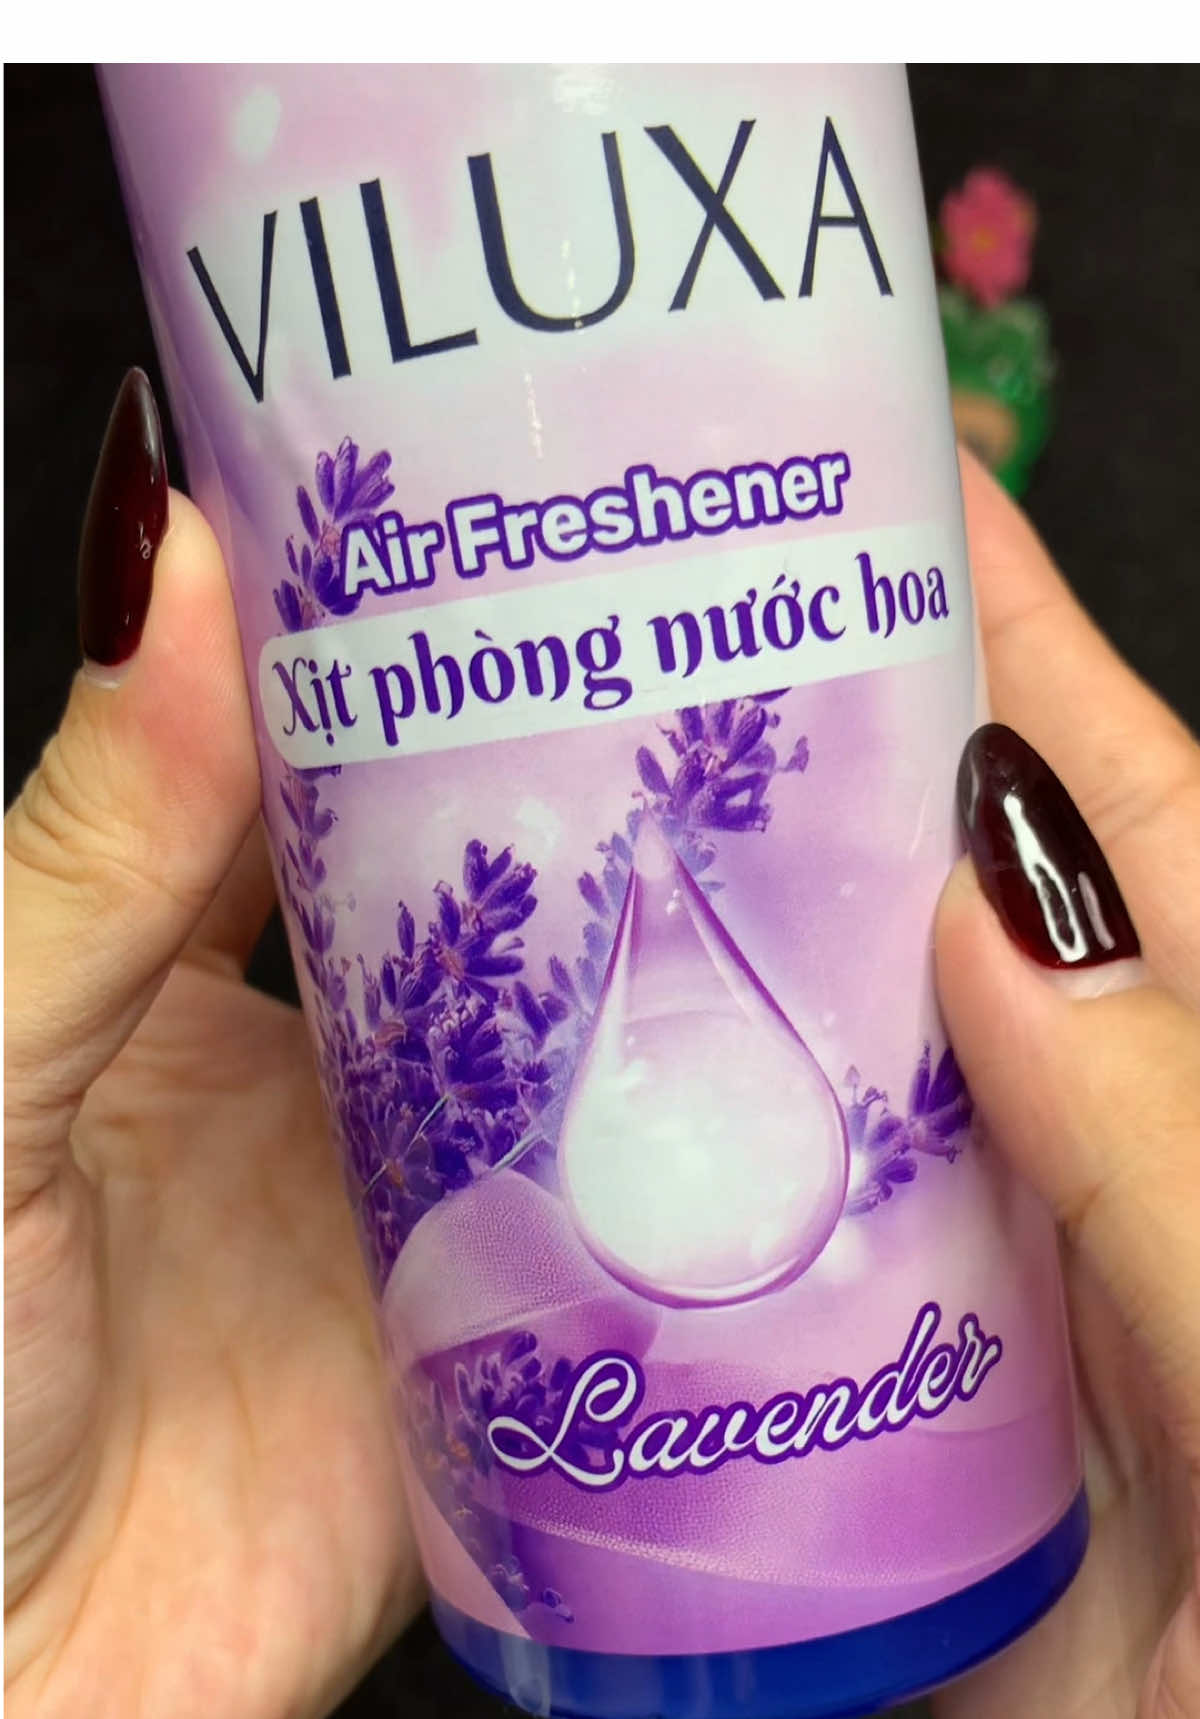 VILUXA
Air Freshener
Xịt phòng nước hoa
Lavender